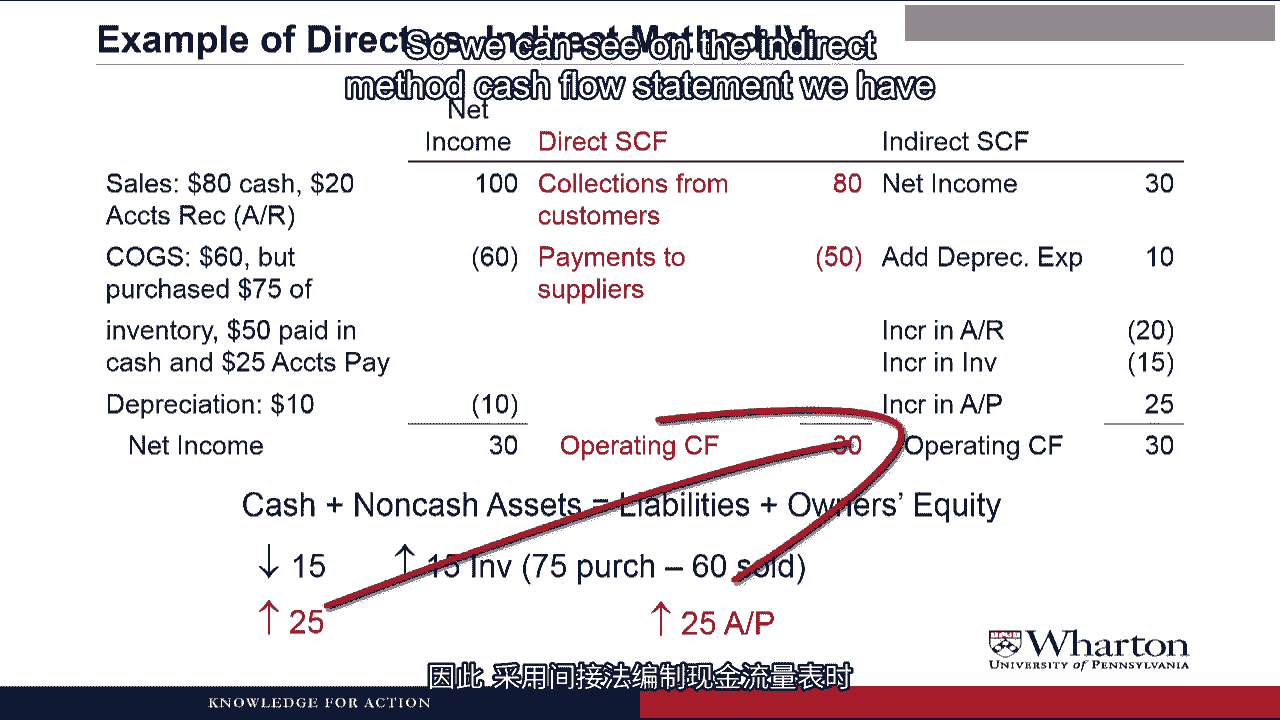 Example of Direct vs. Indirect Method IV
So we can see on the indirect
method cash flow statement we have
Net
Income Direct SCF Indirect SCF
Sales: $80 cash, $20 100 Collections from 80 Net Income 30
Accts Rec (A/R) customers
COGS: $60, but (60) Payments to (50) Add Deprec. Exp 10
purchased $75 of suppliers
inventory, $50 paid in Incr in A/R (20)
cash and $25 Accts Pay Incr in Inv (15)
Depreciation: $10 (10) Incr in A/P 25
Net Income 30 Operating CF 30 Operating CF 30
Cash + Noncash Assets = Liabilities + Owners' Equity
↓ 15 ↑ 15 Inv (75 purch – 60 sold)
↑ 25 ↑ 25 A/P
Wharton
UNIVERSITY OF PENNSYLVANIA
因此 采用间接法编制现金流量表时
KNOWLEDGE FOR ACTION